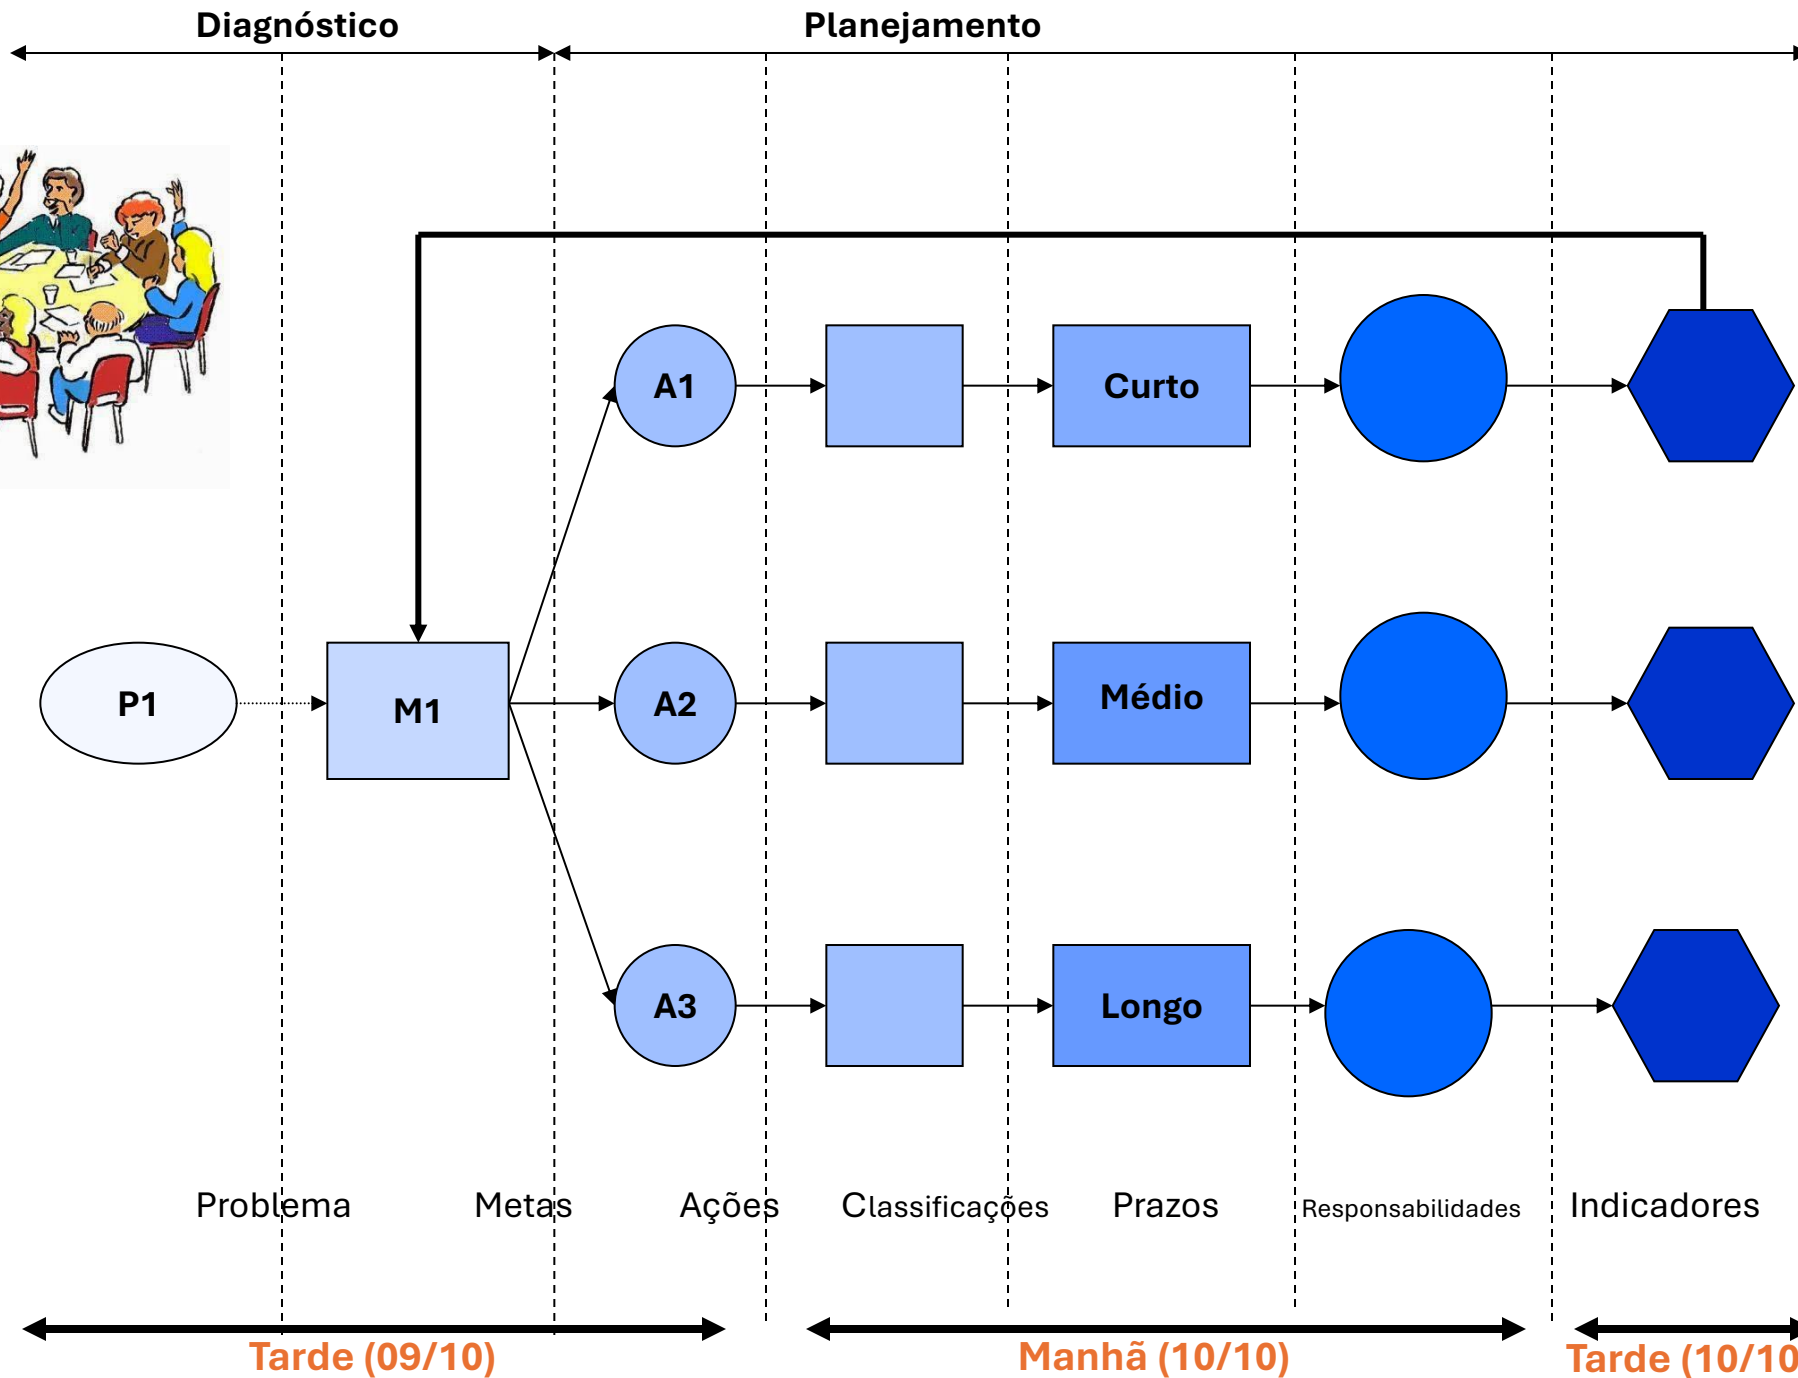 Diagnóstico
Planejamento
A1
Curto
P1
M1
A2
Médio
A3
Longo
Problema
Metas
Ações
Classificações
Prazos
Responsabilidades
Indicadores
Tarde (09/10)
Manhã (10/10)
Tarde (10/10